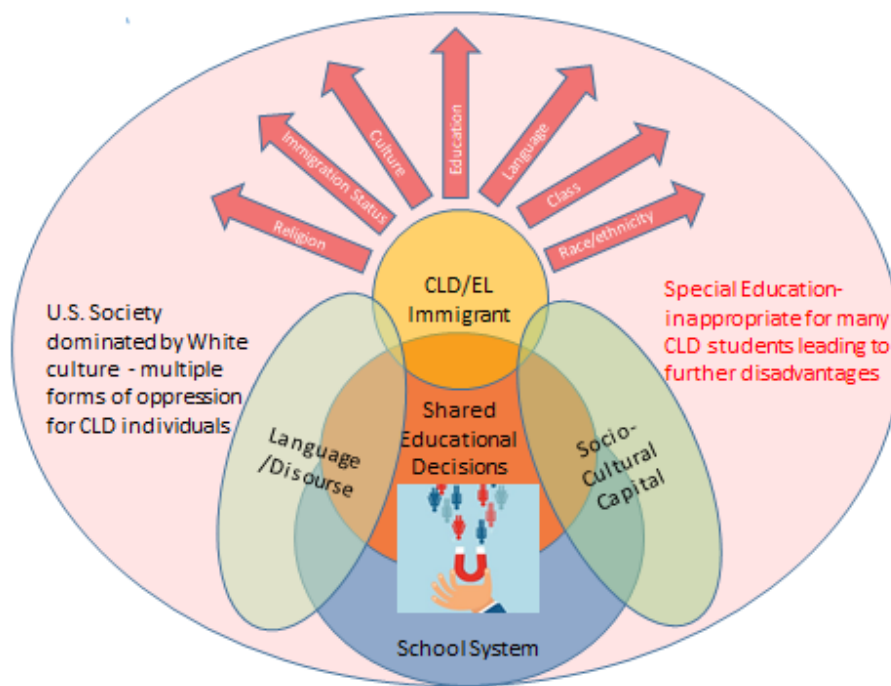 Religion
Immigration Status
Culture
Education
Language
Class
Race/ethnicity
CLD/EL
Immigrant
U.S. Society
dominated by White
culture - multiple
forms of oppression
for CLD individuals
Special Education-
inappropriate for many
CLD students leading to
further disadvantages
Language
/Disourse
Shared
Educational
Decisions
Socio-
Cultural
Capital
School System